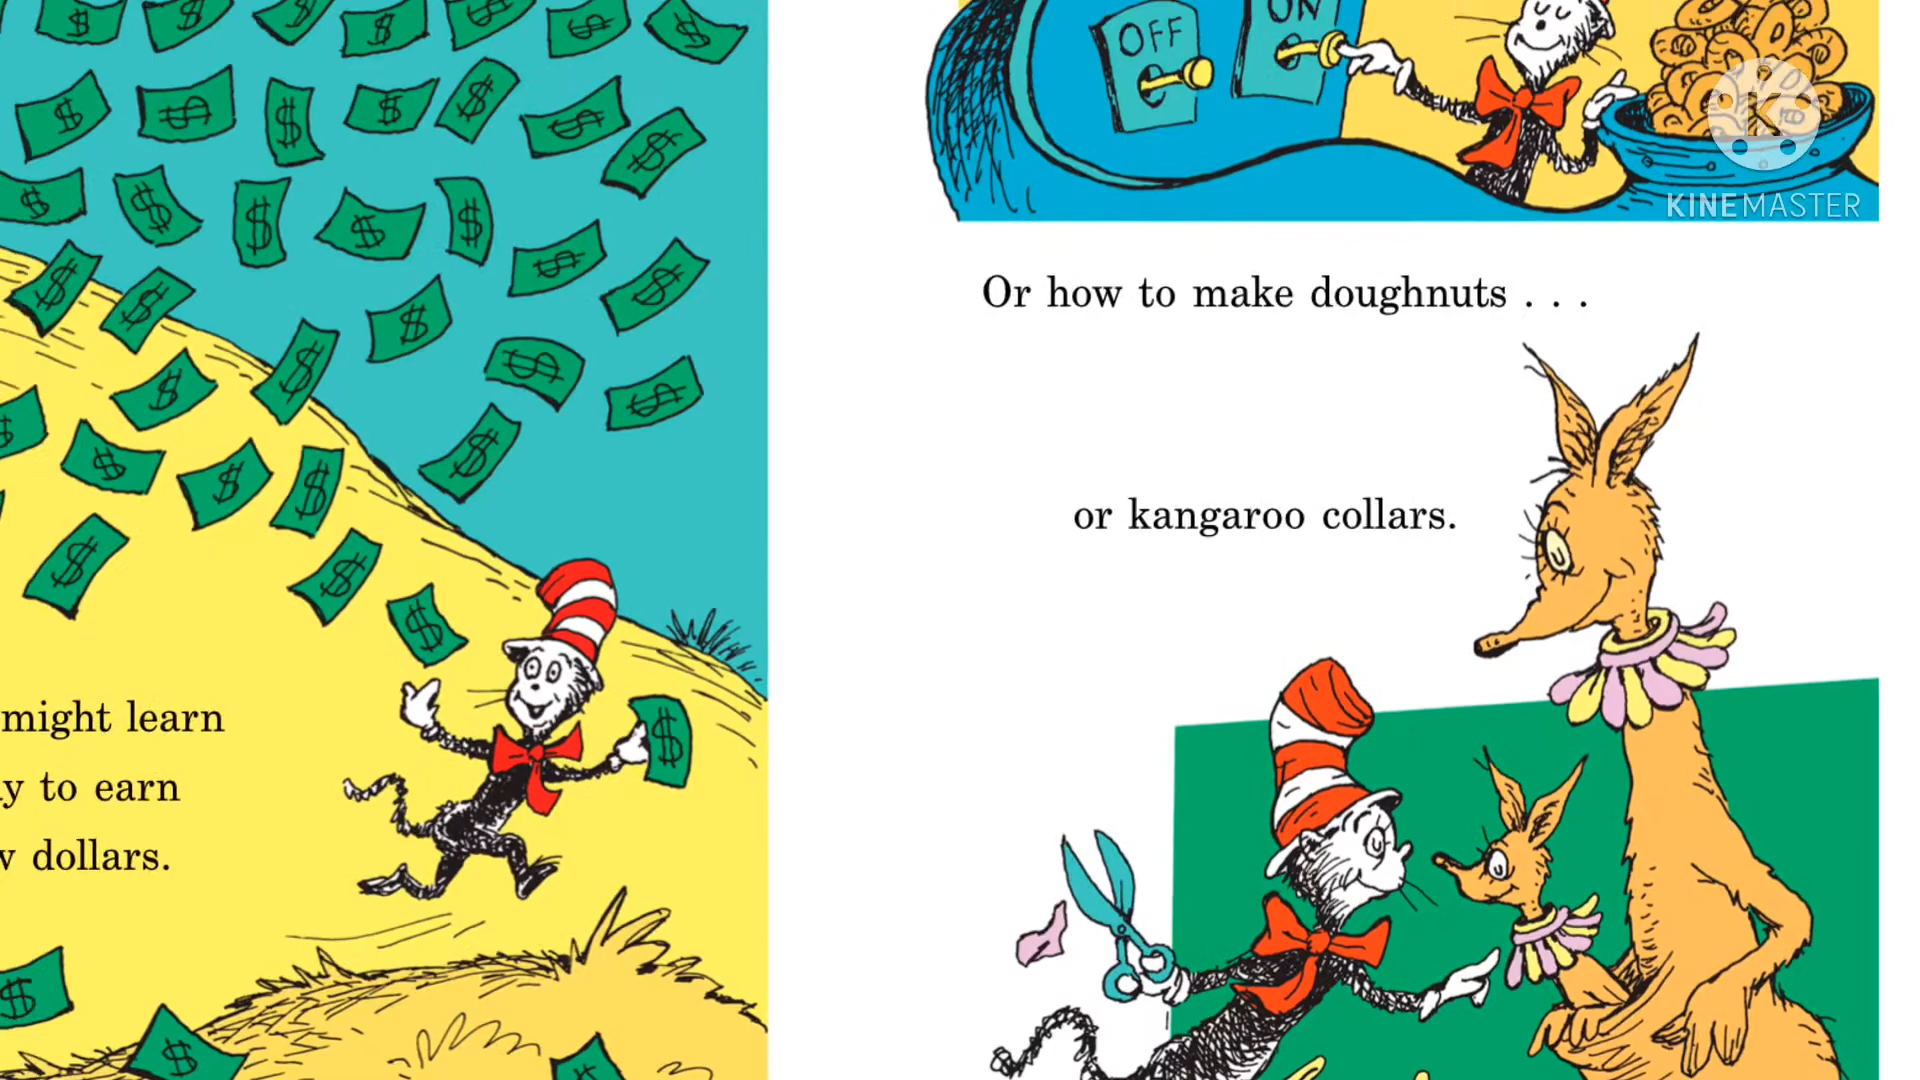 might learn
to earn
dollars.
OFF
ON
K
KINEMASTER
Or how to make doughnuts . . .
or kangaroo collars.